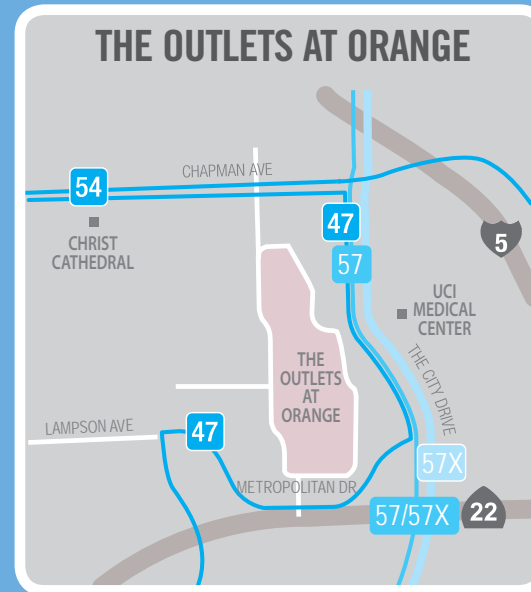 THE OUTLETS AT ORANGE
CHAPMAN AVE
54
47
CHRIST
CATHEDRAL
57
5
UCI
MEDICAL
CENTER
THE
OUTLETS
AT
ORANGE
THE CITY DRIVE
LAMPSON AVE
47
57X
METROPOLITAN DR
57/57X
22